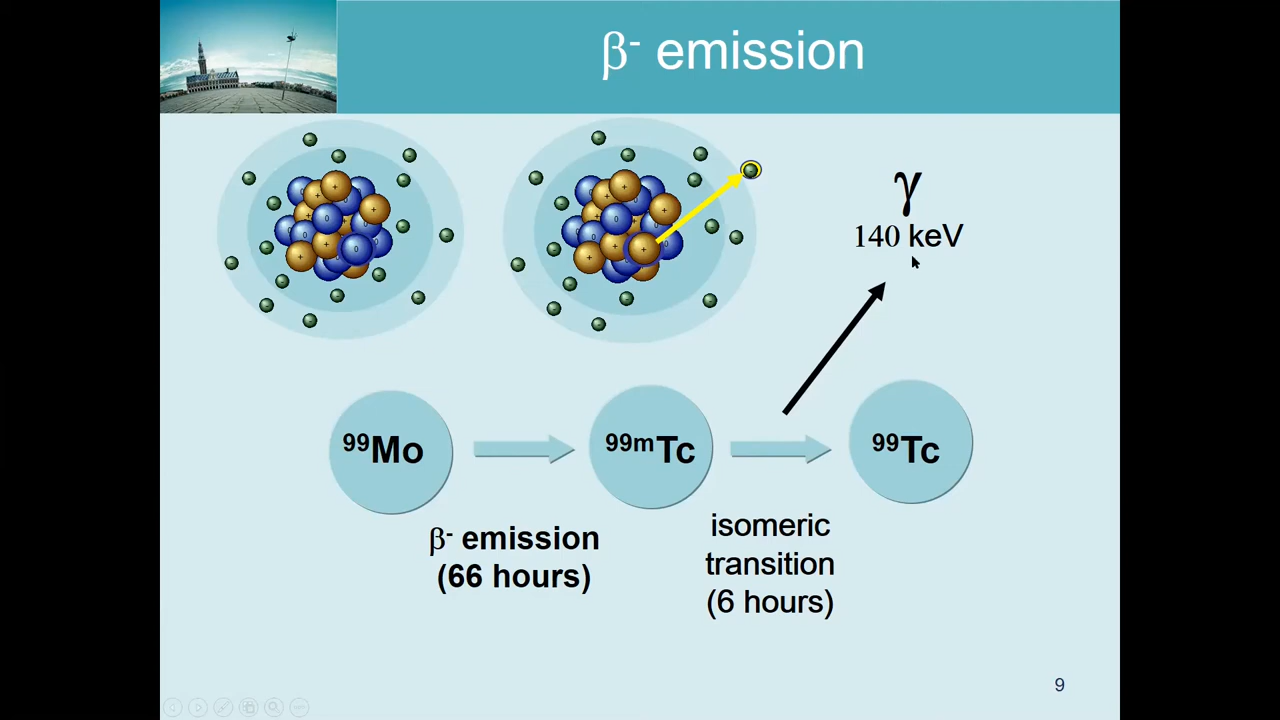 β- emission
γ
140 keV
99Mo
99mTc
99Tc
β- emission
(66 hours)
isomeric
transition
(6 hours)
9